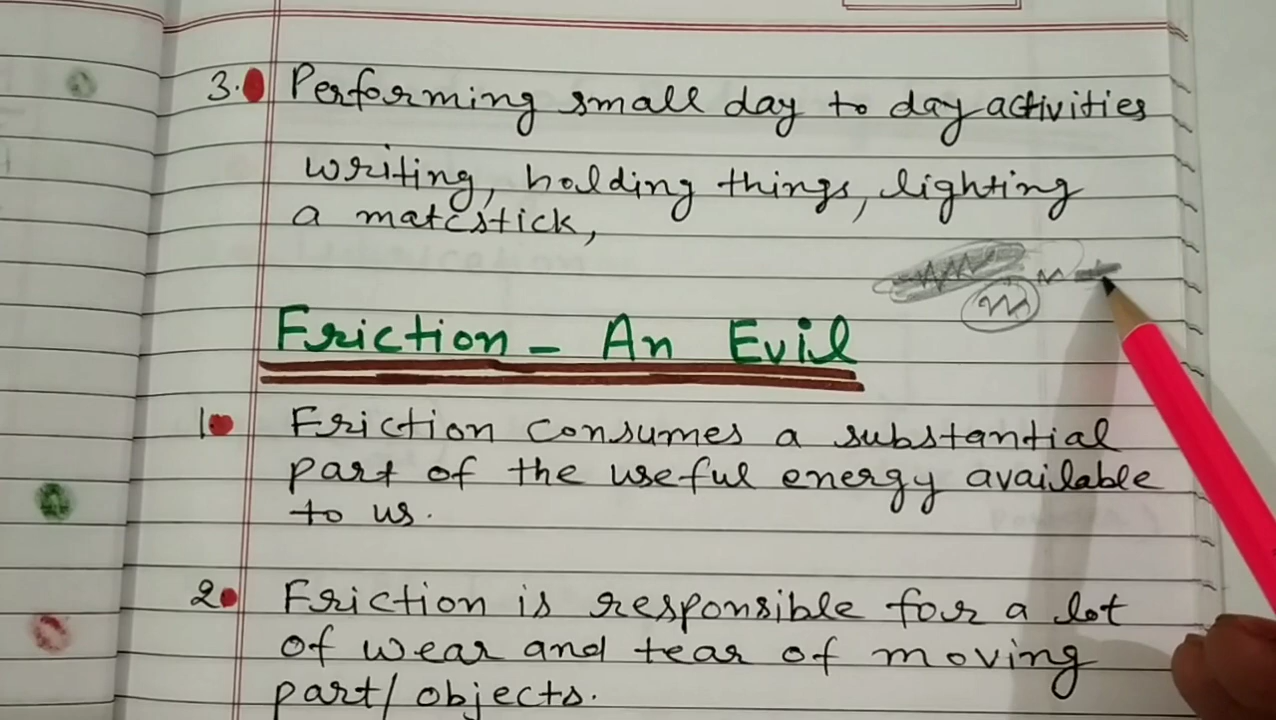 3. Performing small day to day activities
writing, holding things, lighting
a matcstick,
Friction - An Evil
1 Friction consumes a substantial
part of the useful energy available
to us.
2 Friction is responsible for a lot
of wear and tear of moving
part/objects.